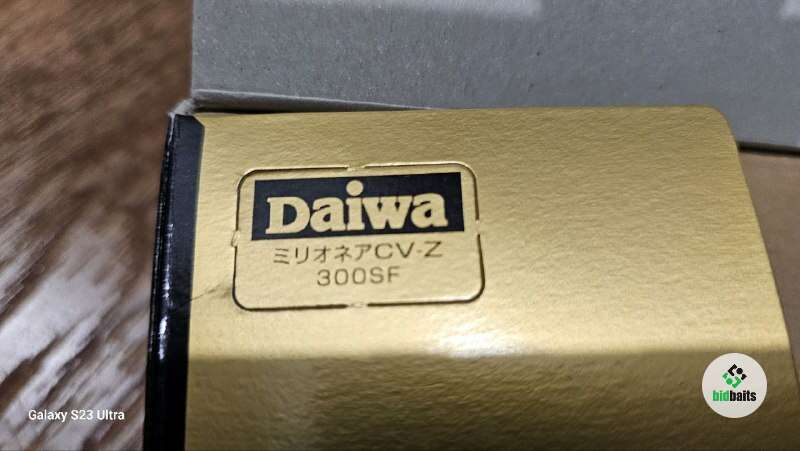 Daiwa
ミリオネアCV-Z
300SF
Galaxy S23 Ultra
bidbaits